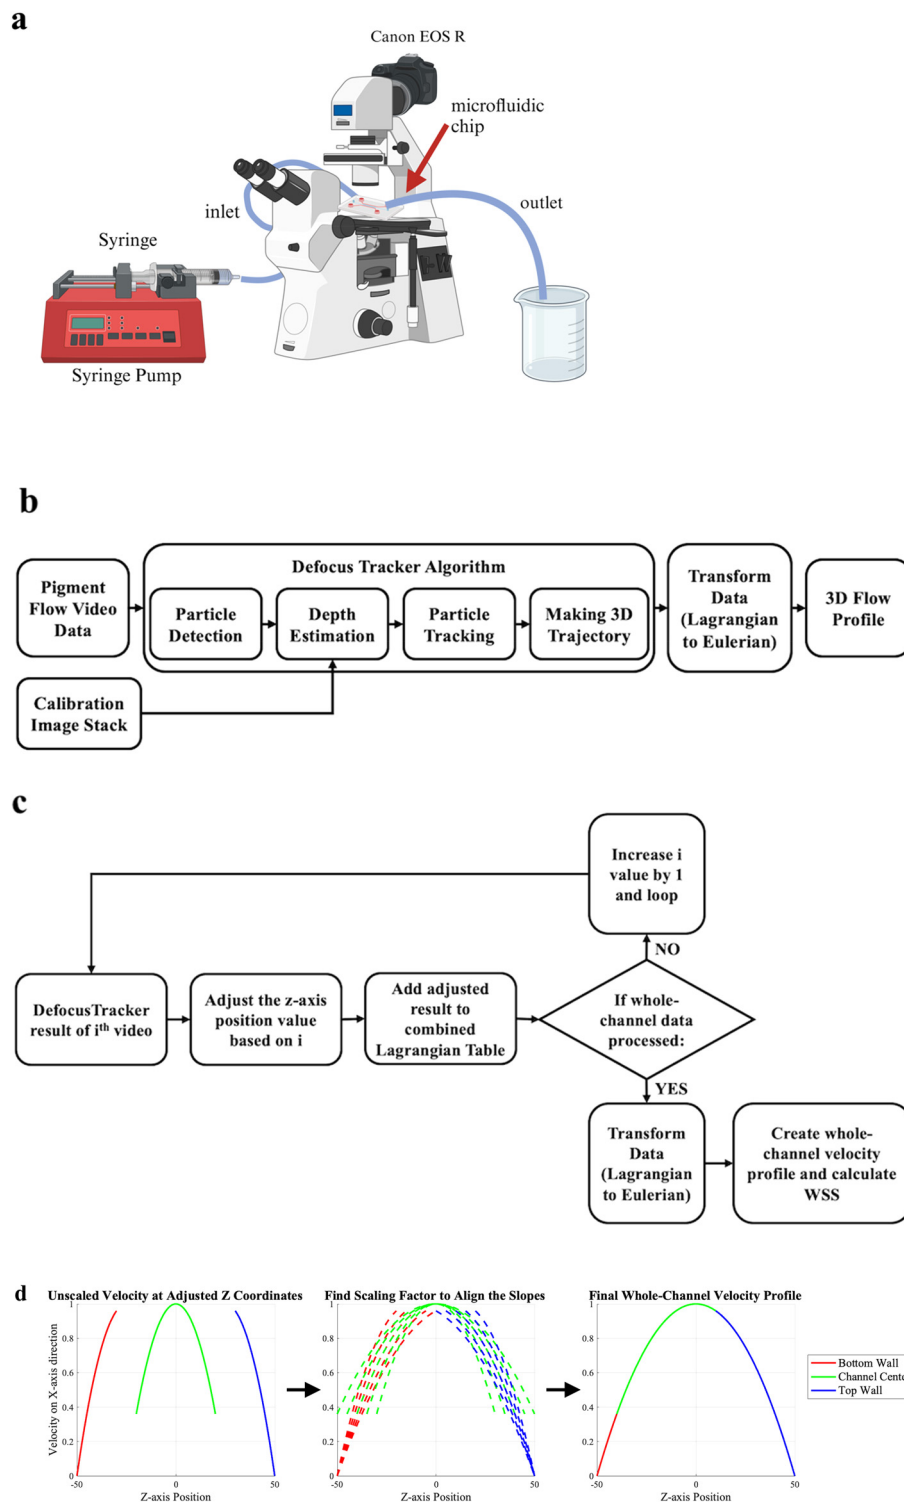 a
Canon EOS R
microfluidic
chip
inlet
outlet
Syringe
Syringe Pump
b
Defocus Tracker Algorithm
Pigment
Flow Video
Data
Particle
Detection
Depth
Estimation
Particle
Tracking
Making 3D
Trajectory
Transform
Data
(Lagrangian
to Eulerian)
3D Flow
Profile
Calibration
Image Stack
c
Increase i
value by 1
and loop
NO
DefocusTracker
result of iᵗʰ video
Adjust the z-axis
position value
based on i
Add adjusted
result to
combined
Lagrangian Table
If whole-
channel data
processed:
YES
Transform
Data
(Lagrangian
to Eulerian)
Create whole-
channel velocity
profile and calculate
WSS
d
Unscaled Velocity at Adjusted Z Coordinates
Velocity on X-axis direction
1
0.8
0.6
0.4
0.2
0
-50
0
50
Z-axis Position
Find Scaling Factor to Align the Slopes
1
0.8
0.6
0.4
0.2
0
-50
0
50
Z-axis Position
Final Whole-Channel Velocity Profile
1
0.8
0.6
0.4
0.2
0
-50
0
50
Z-axis Position
Bottom Wall
Channel Cente
Top Wall